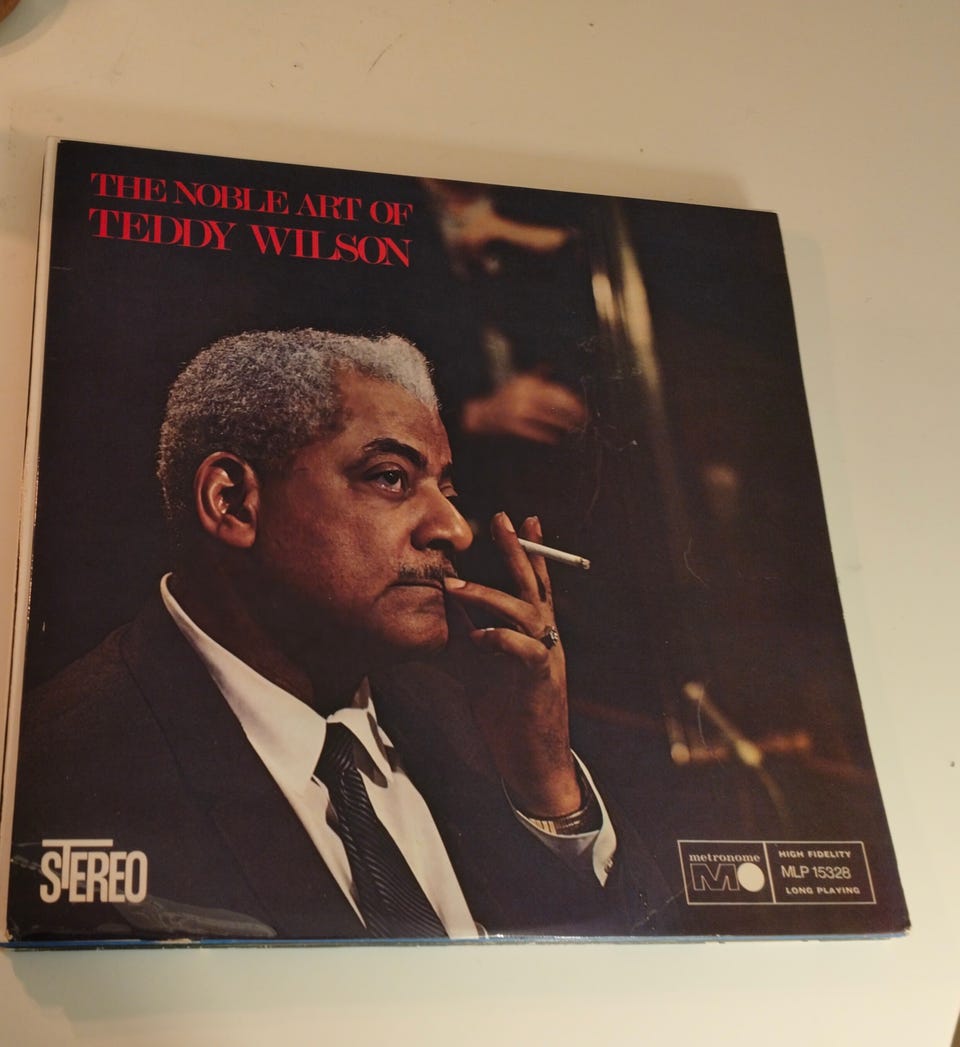 THE NOBLE ART OF
TEDDY WILSON
STEREO
metronome
HIGH FIDELITY
MLP 15328
LONG PLAYING